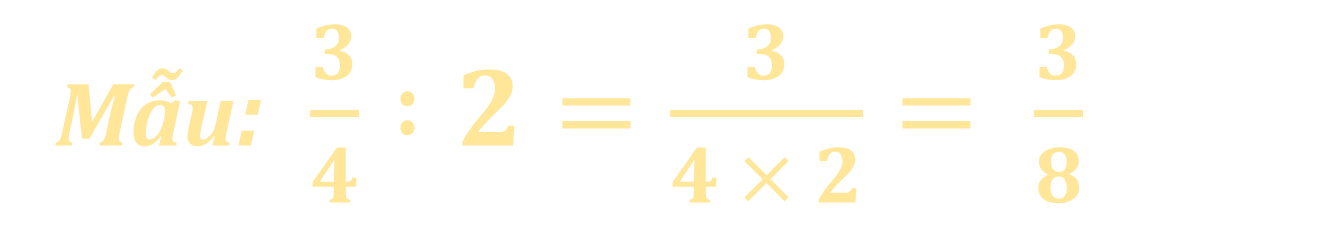 Mẫu: 3/4 : 2 = 3/(4 × 2) = 3/8